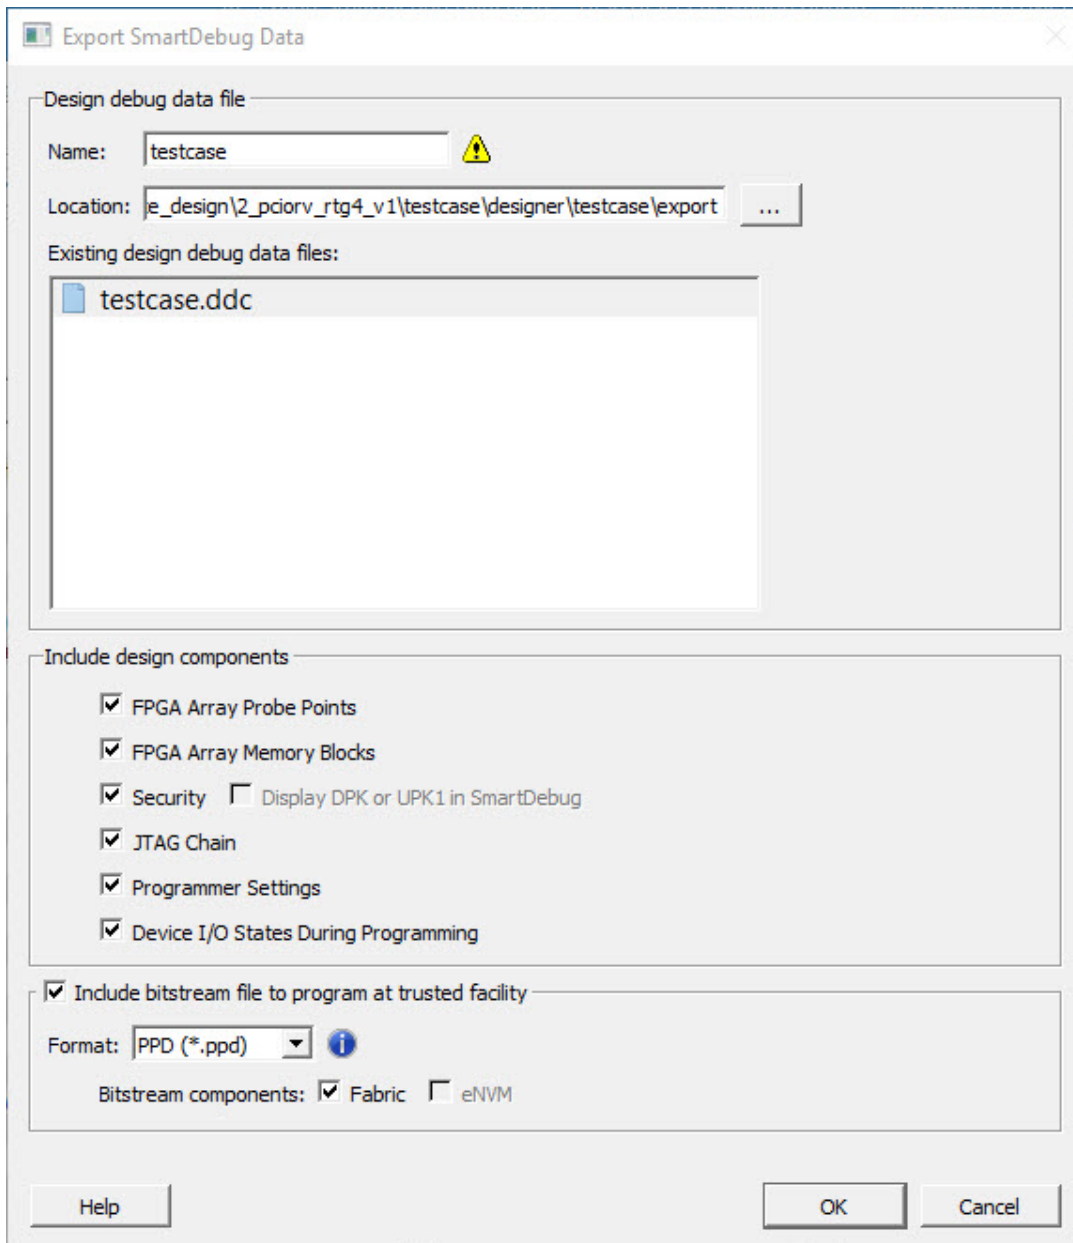 Export SmartDebug Data
Design debug data file
Name: testcase
Location: e_design\2_pciorv_rtg4_v1\testcase\designer\testcase\export ...
Existing design debug data files:
testcase.ddc
Include design components
FPGA Array Probe Points
FPGA Array Memory Blocks
Security Display DPK or UPK1 in SmartDebug
JTAG Chain
Programmer Settings
Device I/O States During Programming
Include bitstream file to program at trusted facility
Format: PPD (*.ppd)
Bitstream components: Fabric eNVM
Help OK Cancel